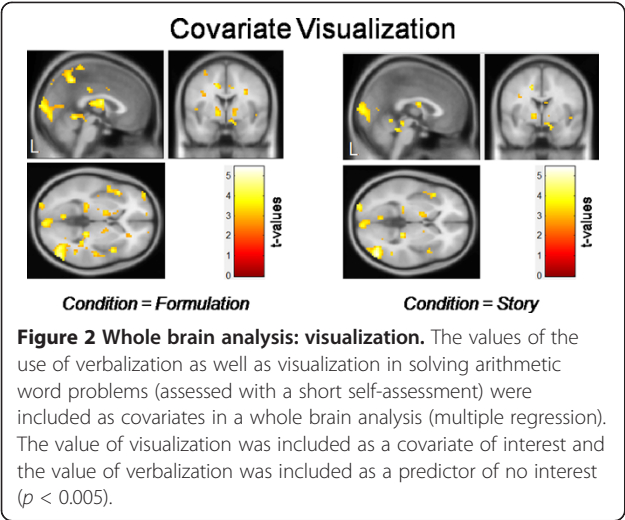 Covariate Visualization
L
5
4
3
2
1
0
t-values
L
5
4
3
2
1
0
t-values
Condition = Formulation
Condition = Story
Figure 2 Whole brain analysis: visualization. The values of the
use of verbalization as well as visualization in solving arithmetic
word problems (assessed with a short self-assessment) were
included as covariates in a whole brain analysis (multiple regression).
The value of visualization was included as a covariate of interest and
the value of verbalization was included as a predictor of no interest
(p < 0.005).